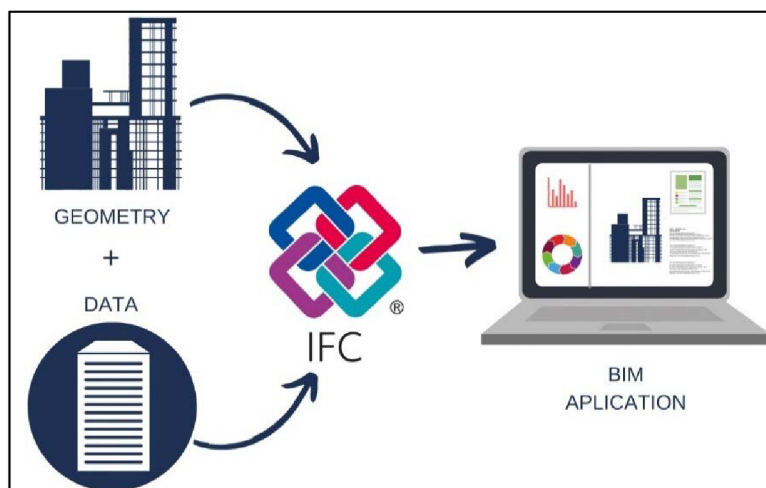 GEOMETRY
+
DATA
®
IFC
BIM
APLICATION